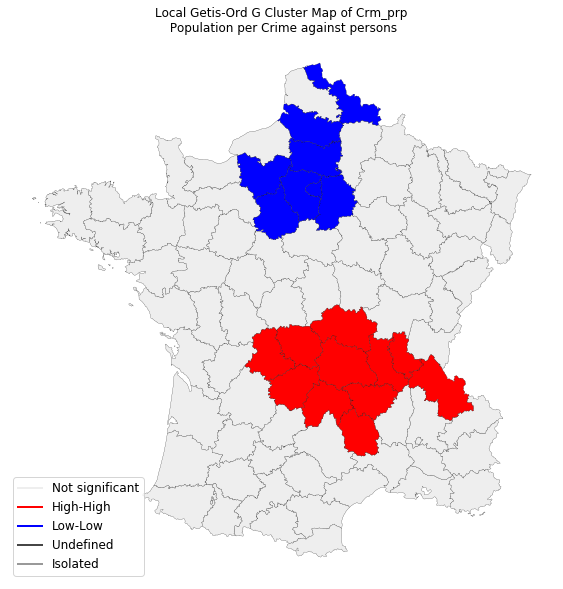 Local Getis-Ord G Cluster Map of Crm_prp
Population per Crime against persons
Not significant
High-High
Low-Low
Undefined
Isolated